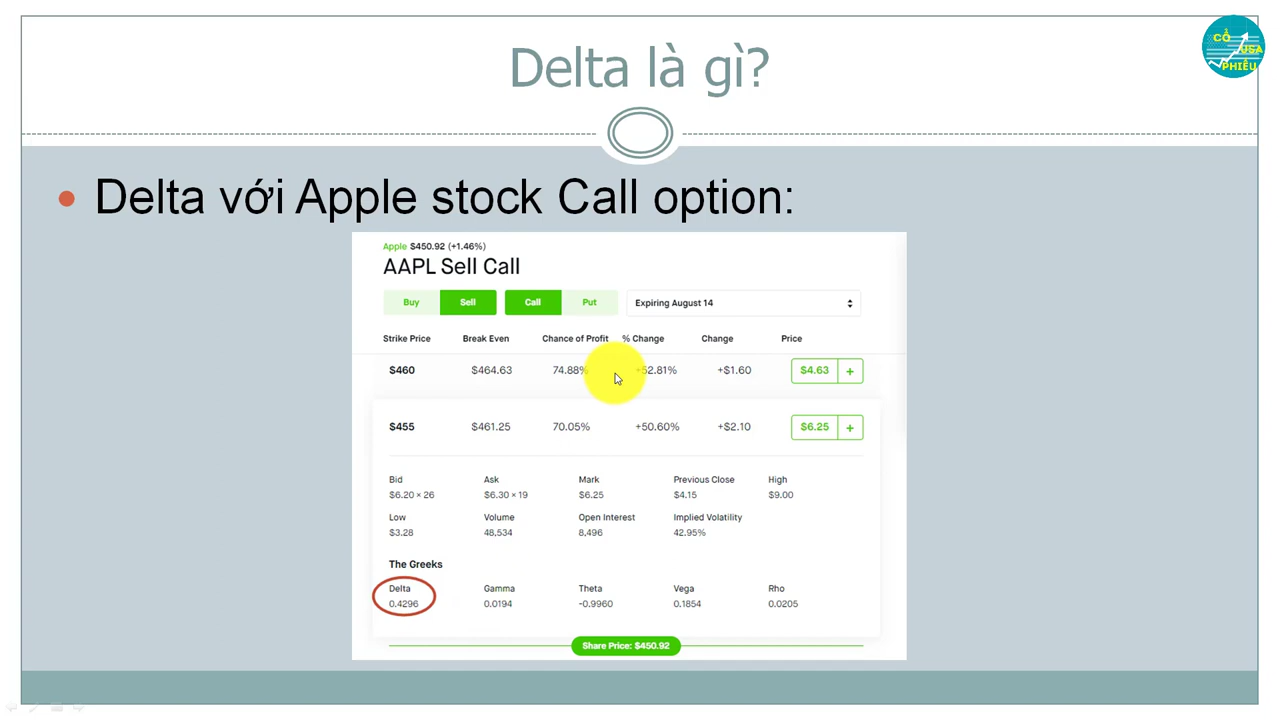 Delta là gì?
CỔ
USA
PHIẾU
Delta với Apple stock Call option:
Apple $450.92 (+1.46%)
AAPL Sell Call
Buy Sell Call Put Expiring August 14
Strike Price Break Even Chance of Profit % Change Change Price
$460 $464.63 74.88% +52.81% +$1.60 $4.63 +
$455 $461.25 70.05% +50.60% +$2.10 $6.25 +
Bid Ask Mark Previous Close High
$6.20 × 26 $6.30 × 19 $6.25 $4.15 $9.00
Low Volume Open Interest Implied Volatility
$3.28 48,534 8,496 42.95%
The Greeks
Delta Gamma Theta Vega Rho
0.4296 0.0194 -0.9960 0.1854 0.0205
Share Price: $450.92